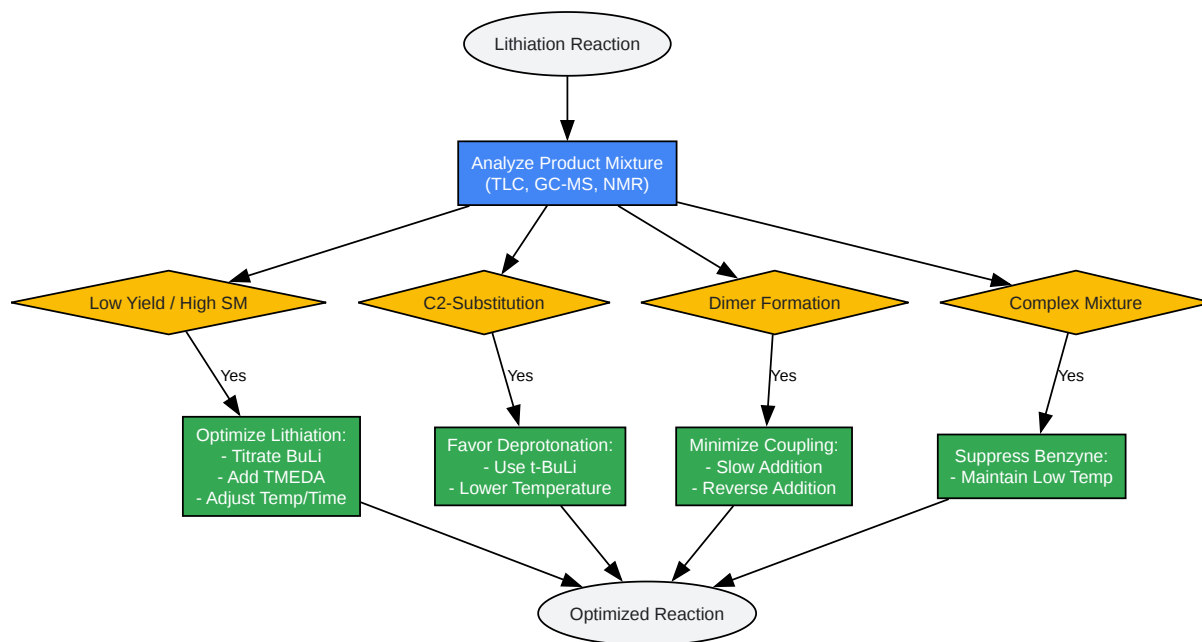 Lithiation Reaction
Analyze Product Mixture
(TLC, GC-MS, NMR)
Low Yield / High SM
C2-Substitution
Dimer Formation
Complex Mixture
Yes
Yes
Yes
Yes
Optimize Lithiation:
- Titrate BuLi
- Add TMEDA
- Adjust Temp/Time
Favor Deprotonation:
- Use t-BuLi
- Lower Temperature
Minimize Coupling:
- Slow Addition
- Reverse Addition
Suppress Benzyne:
- Maintain Low Temp
Optimized Reaction